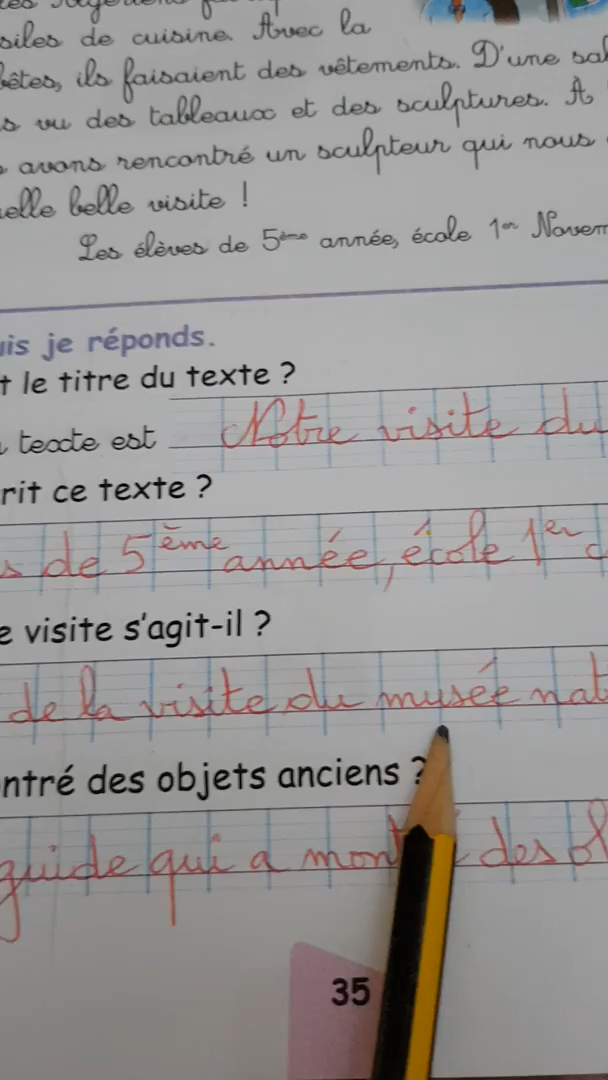 siles de cuisine. Avec la
bêtes, ils faisaient des vêtements. D'une sal
s vu des tableaux et des sculptures. À
avons rencontré un sculpteur qui nous
elle belle visite !
Les élèves de 5ème année, école 1er Novem
uis je réponds.
t le titre du texte ?
texte est Notre visite du
rit ce texte ?
s de 5ème année, école 1er
e visite s'agit-il ?
de la visite du musée nat
ntré des objets anciens ?
guide qui a mont des
35